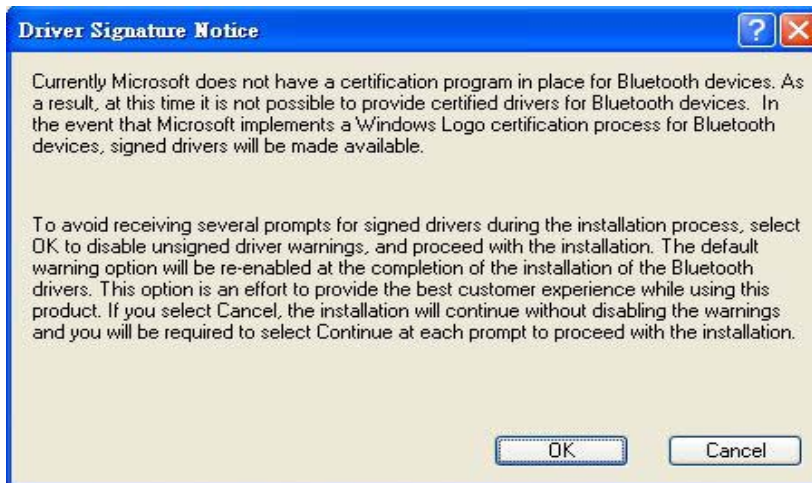 Driver Signature Notice
Currently Microsoft does not have a certification program in place for Bluetooth devices. As
a result, at this time it is not possible to provide certified drivers for Bluetooth devices.  In
the event that Microsoft implements a Windows Logo certification process for Bluetooth
devices, signed drivers will be made available.
To avoid receiving several prompts for signed drivers during the installation process, select
OK to disable unsigned driver warnings, and proceed with the installation. The default
warning option will be re-enabled at the completion of the installation of the Bluetooth
drivers. This option is an effort to provide the best customer experience while using this
product. If you select Cancel, the installation will continue without disabling the warnings
and you will be required to select Continue at each prompt to proceed with the installation.
OK Cancel